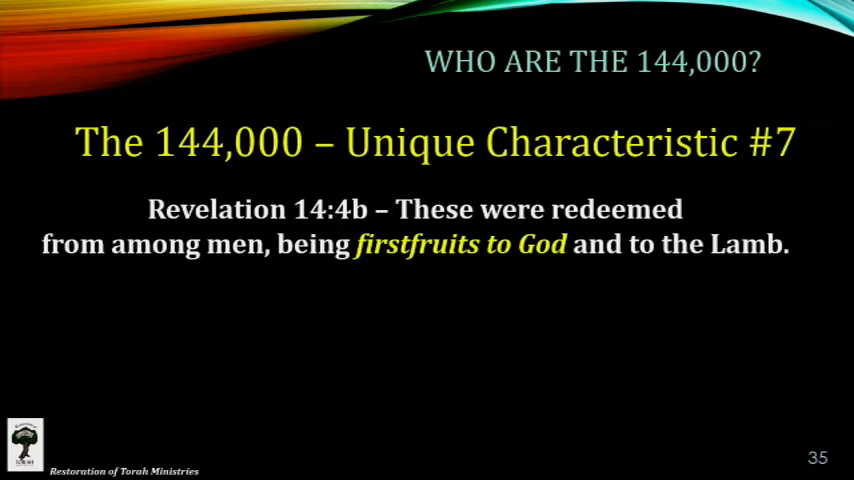 WHO ARE THE 144,000?
The 144,000 – Unique Characteristic #7
Revelation 14:4b – These were redeemed
from among men, being firstfruits to God and to the Lamb.
TORAH
Restoration of Torah Ministries
35